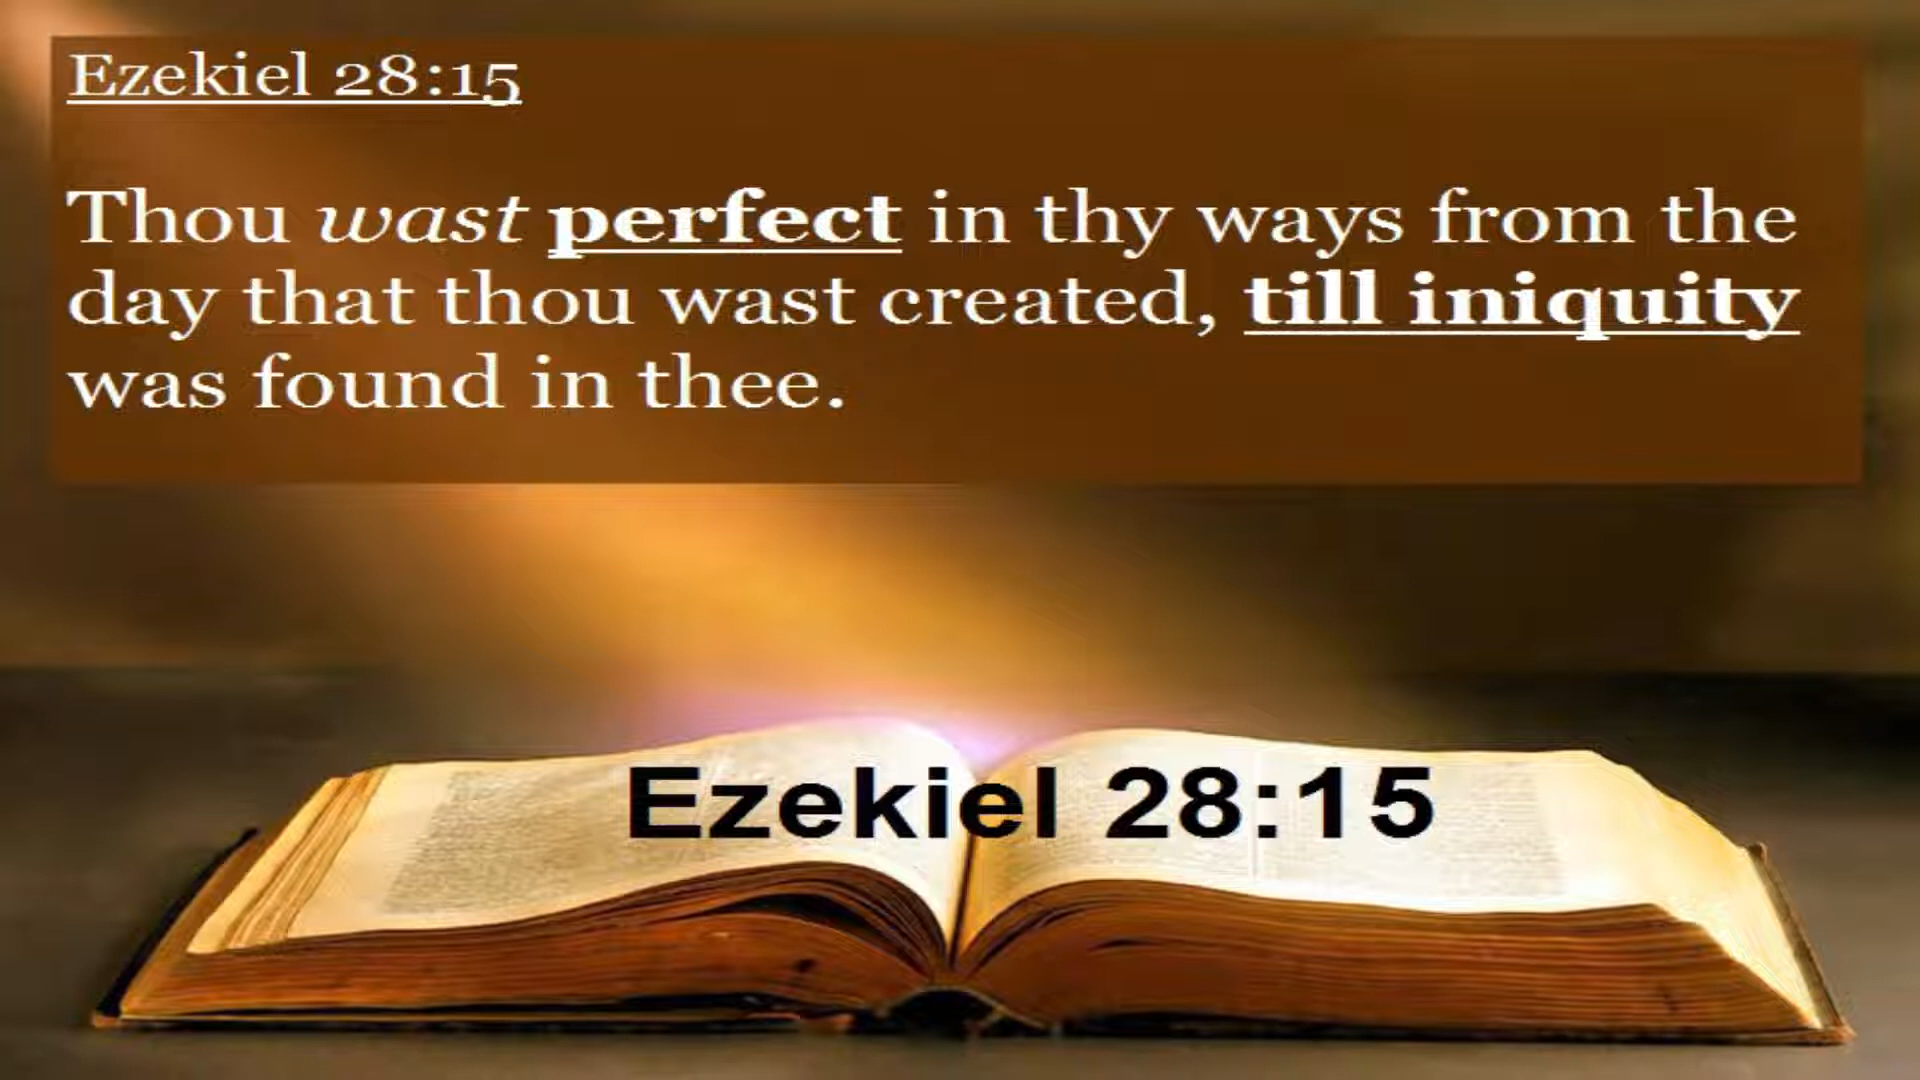 Ezekiel 28:15
Thou wast perfect in thy ways from the
day that thou wast created, till iniquity
was found in thee.
Ezekiel 28:15